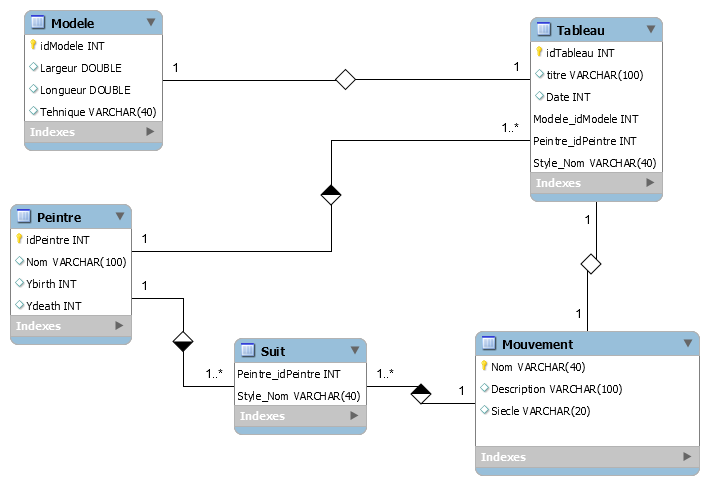 Modele
idModele INT
Largeur DOUBLE
Longueur DOUBLE
Tehnique VARCHAR(40)
Indexes
1
1
Tableau
idTableau INT
titre VARCHAR(100)
Date INT
Modele_idModele INT
Peintre_idPeintre INT
Style_Nom VARCHAR(40)
Indexes
1..*
Peintre
idPeintre INT
Nom VARCHAR(100)
Ybirth INT
Ydeath INT
Indexes
1
1
1
1
Suit
Peintre_idPeintre INT
Style_Nom VARCHAR(40)
Indexes
1..*
1..*
1
Mouvement
Nom VARCHAR(40)
Description VARCHAR(100)
Siecle VARCHAR(20)
Indexes